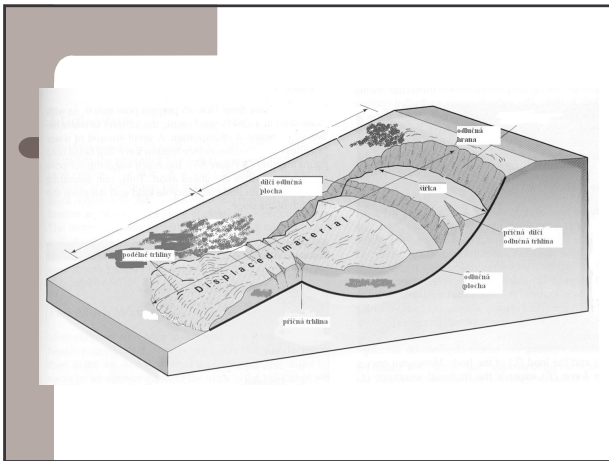 odlučná
hrana
dílčí odlučná
plocha
šířka
příčná dílčí
odlučná trhlina
podélné trhliny
Displaced material
odlučná
plocha
příčná trhlina